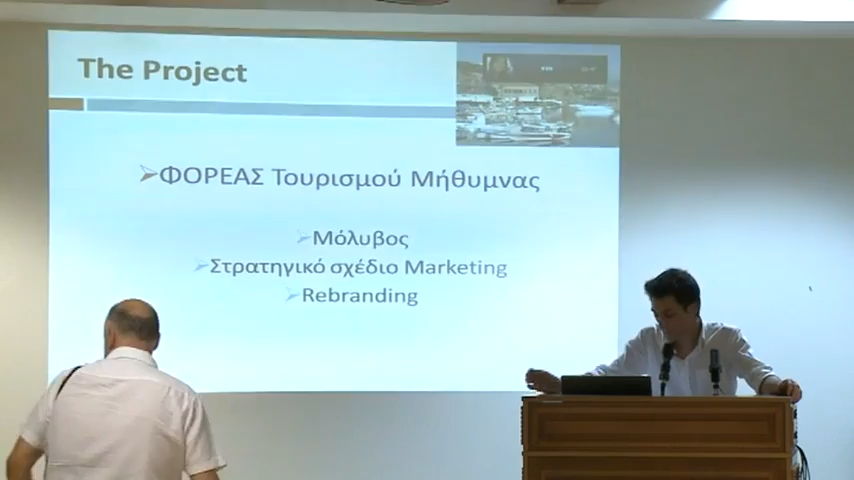 The Project
ΦΟΡΕΑΣ Τουρισμού Μήθυμνας
Μόλυβος
Στρατηγικό σχέδιο Marketing
Rebranding